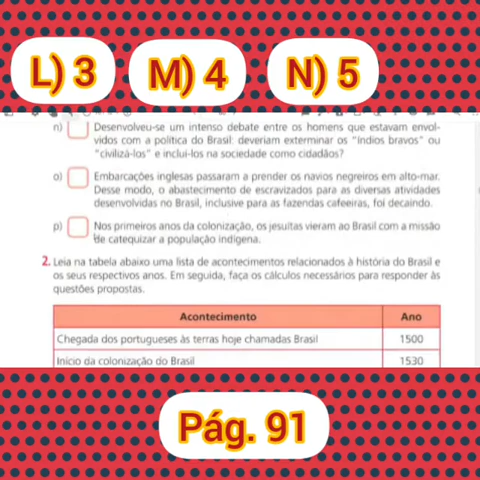 L) 3 M) 4 N) 5
n) Desenvolveu-se um intenso debate entre os homens que estavam envol-
vidos com a política do Brasil: deveriam exterminar os "índios bravos" ou
"civilizá-los" e incluí-los na sociedade como cidadãos?
o) Embarcações inglesas passaram a prender os navios negreiros em alto-mar.
Desse modo, o abastecimento de escravizados para as diversas atividades
desenvolvidas no Brasil, inclusive para as fazendas cafeeiras, foi decaindo.
p) Nos primeiros anos da colonização, os jesuítas vieram ao Brasil com a missão
de catequizar a população indígena.
2. Leia na tabela abaixo uma lista de acontecimentos relacionados à história do Brasil e
os seus respectivos anos. Em seguida, faça os cálculos necessários para responder às
questões propostas.
Acontecimento Ano
Chegada dos portugueses às terras hoje chamadas Brasil 1500
Início da colonização do Brasil 1530
Pág. 91